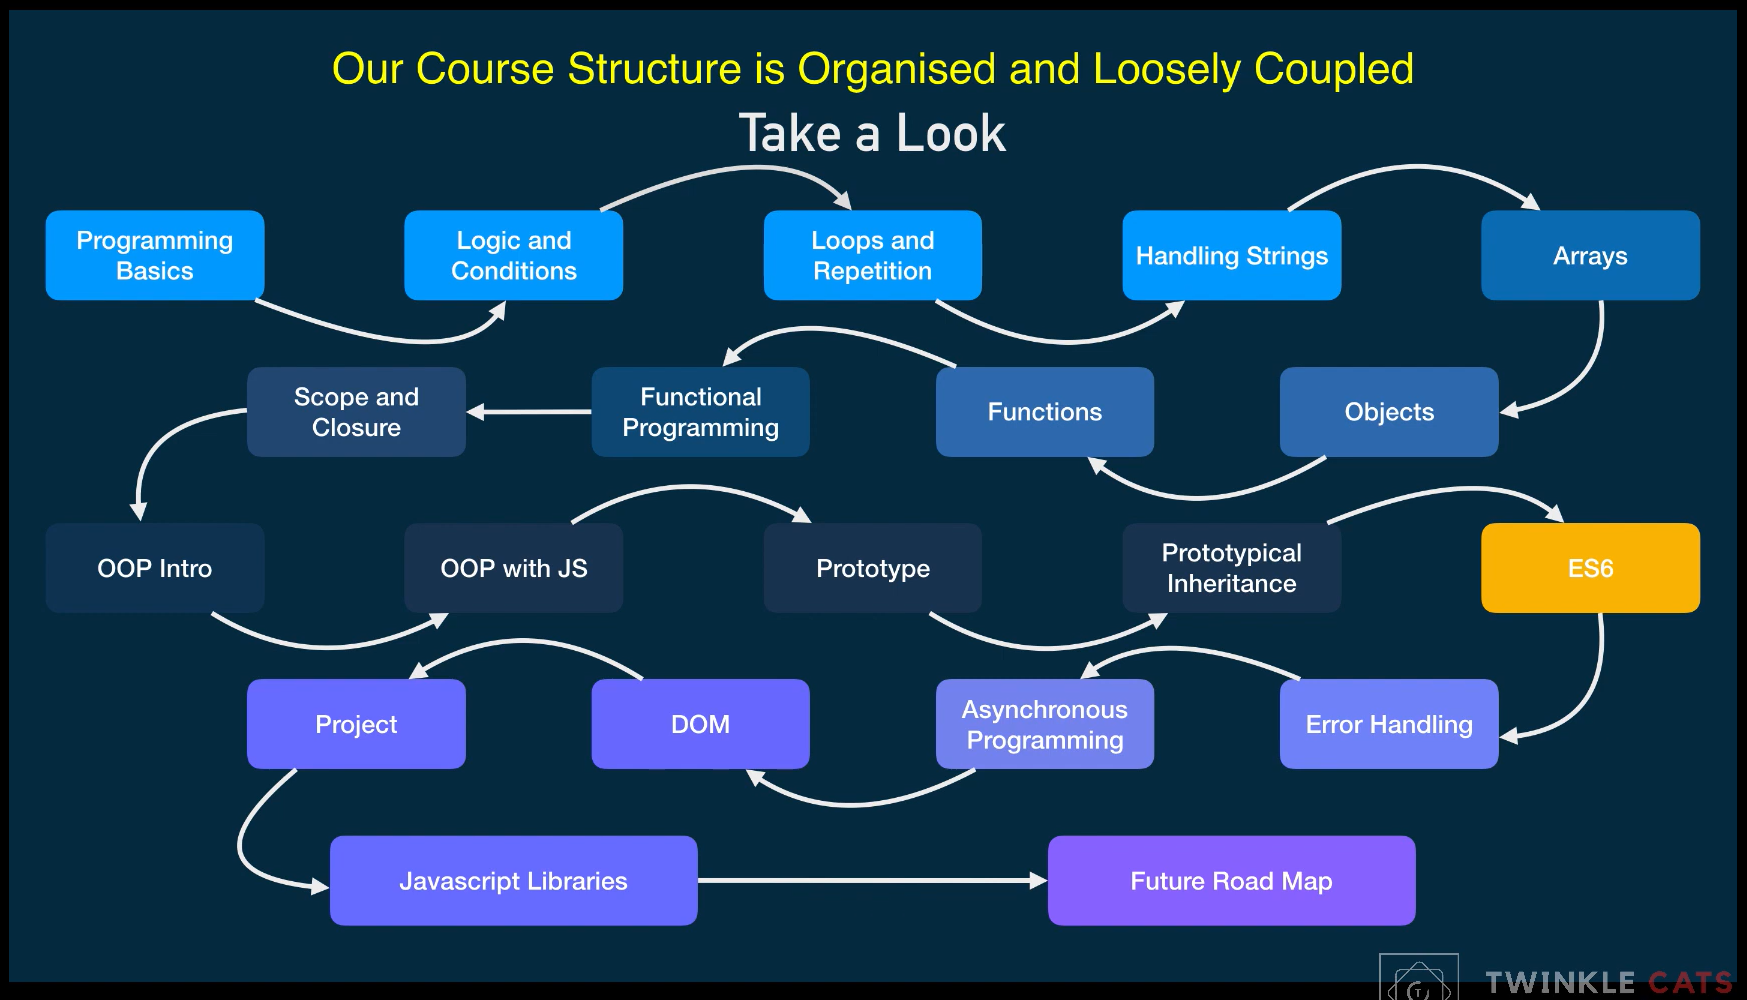 Our Course Structure is Organised and Loosely Coupled
Take a Look
Programming
Basics
Logic and
Conditions
Loops and
Repetition
Handling Strings
Arrays
Scope and
Closure
Functional
Programming
Functions
Objects
OOP Intro
OOP with JS
Prototype
Prototypical
Inheritance
ES6
Project
DOM
Asynchronous
Programming
Error Handling
Javascript Libraries
Future Road Map
TWINKLE CATS